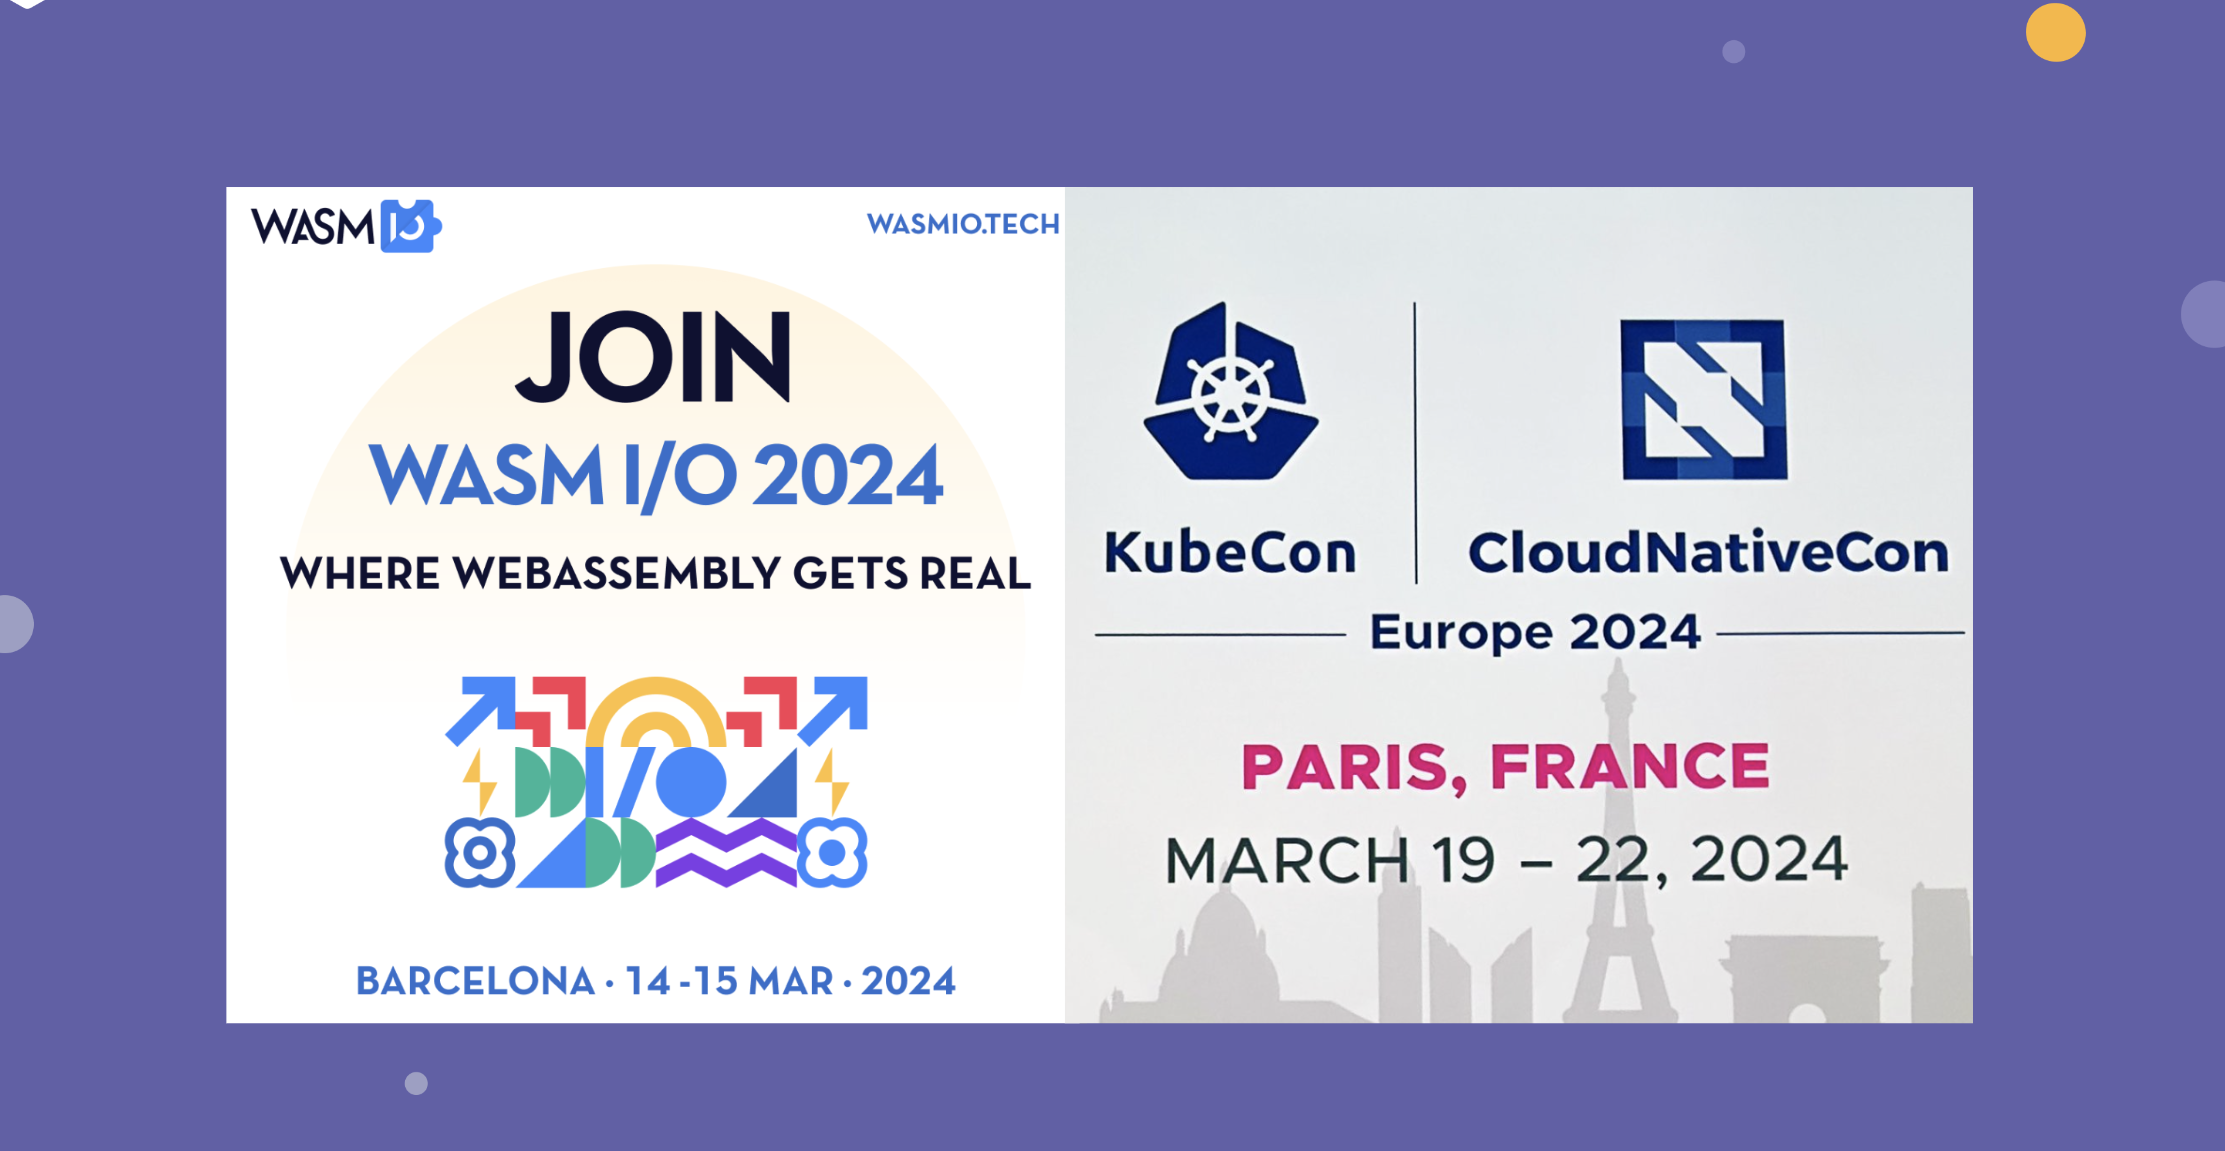 WASM IO
WASMIO.TECH
JOIN
WASM I/O 2024
WHERE WEBASSEMBLY GETS REAL
I/O
BARCELONA · 14 -15 MAR · 2024
KubeCon
CloudNativeCon
Europe 2024
PARIS, FRANCE
MARCH 19 – 22, 2024